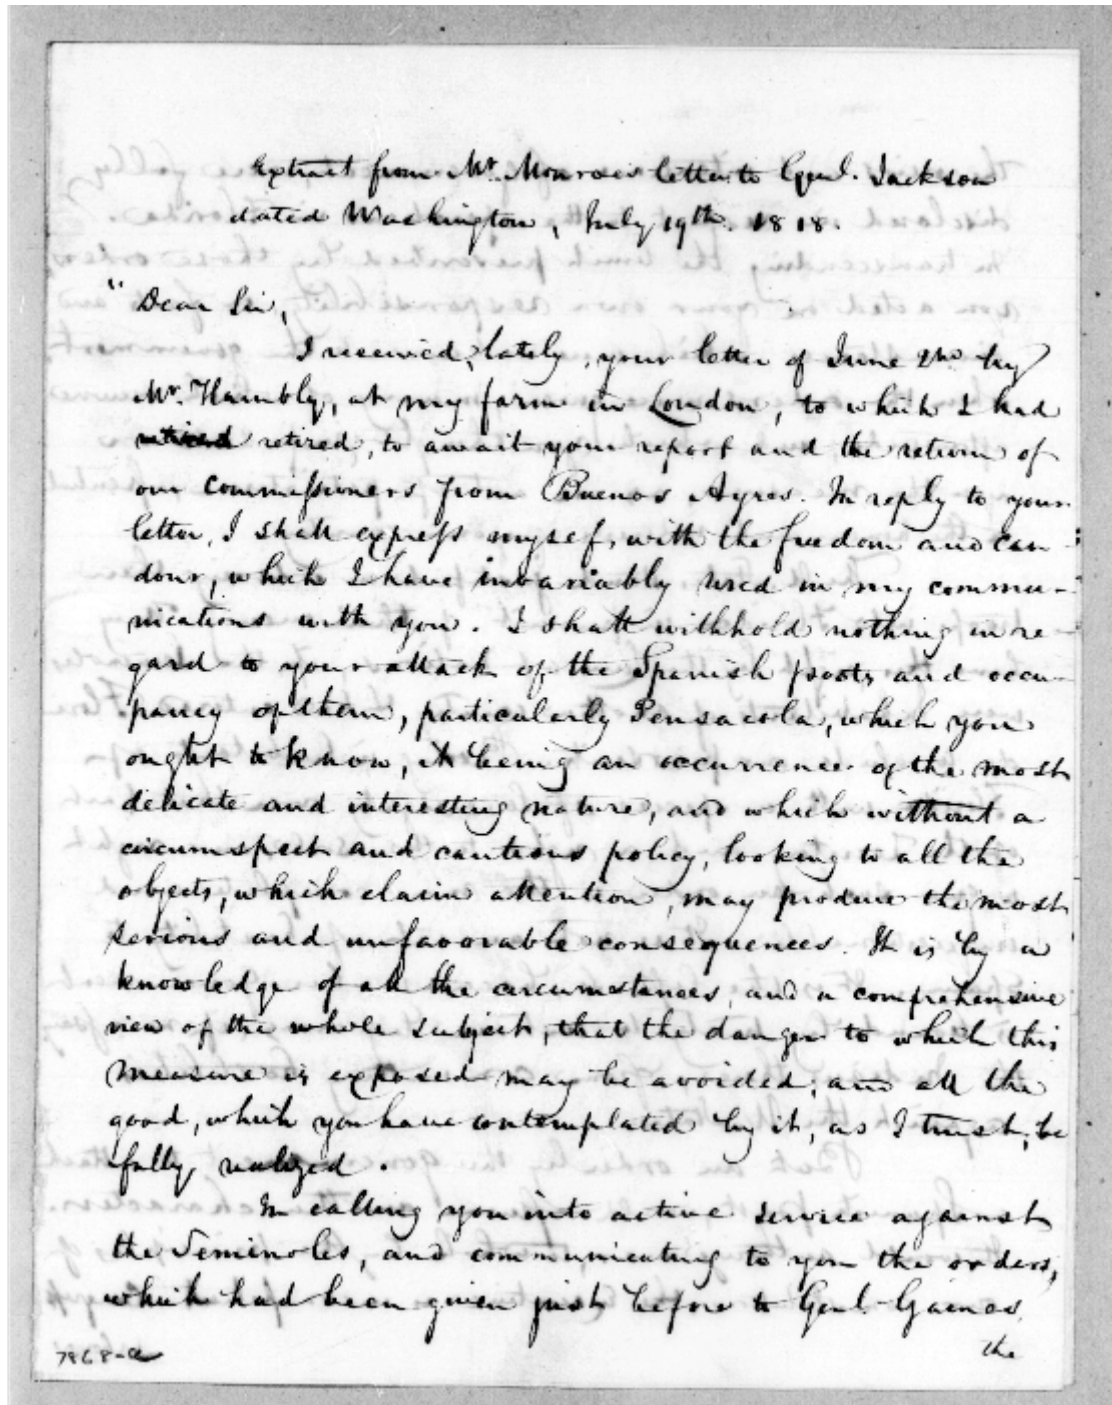 Extract from Mr. Monroe's letter to Genl. Jackson
dated Washington, July 19th. 1818.
"Dear Sir,
I received, lately, your letter of June 2nd. by
Mr. Hambly, at my farm in Loudon, to which I had
retired retired, to await your report and the return of
our Commissioners from Buenos Ayres. In reply to your
letter, I shall express myself, with the freedom and can-
dour, which I have invariably used in my commu-
nications with you. I shall withhold nothing in re-
gard to your attack of the Spanish posts and occu-
pancy of them, particularly Pensacola, which you
ought to know, it being an occurrence of the most
delicate and interesting nature, and which without a
circumspect and cautious policy, looking to all the
objects, which claim attention, may produce the most
serious and unfavorable consequences. It is by a
knowledge of all the circumstances, and a comprehensive
view of the whole subject, that the danger to which this
measure is exposed may be avoided, and all the
good, which you have contemplated by it, as I trust, be
fully realized.
In calling you into active service against
the Seminoles, and communicating to you the orders,
which had been given just before to Genl. Gaines,
the
7968-a